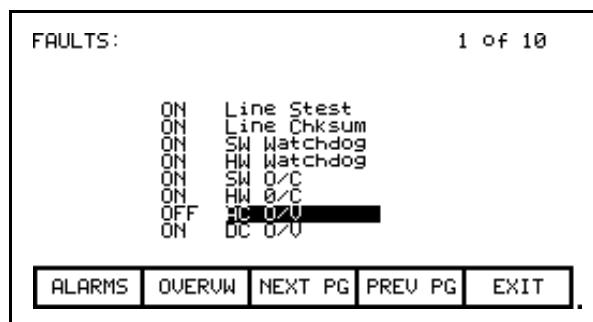 FAULTS: 1 of 10
ON Line Stest
ON Line Chksum
ON SW Watchdog
ON HW Watchdog
ON SW O/C
ON HW O/C
OFF AC O/V
ON DC O/V
ALARMS OVERVW NEXT PG PREV PG EXIT